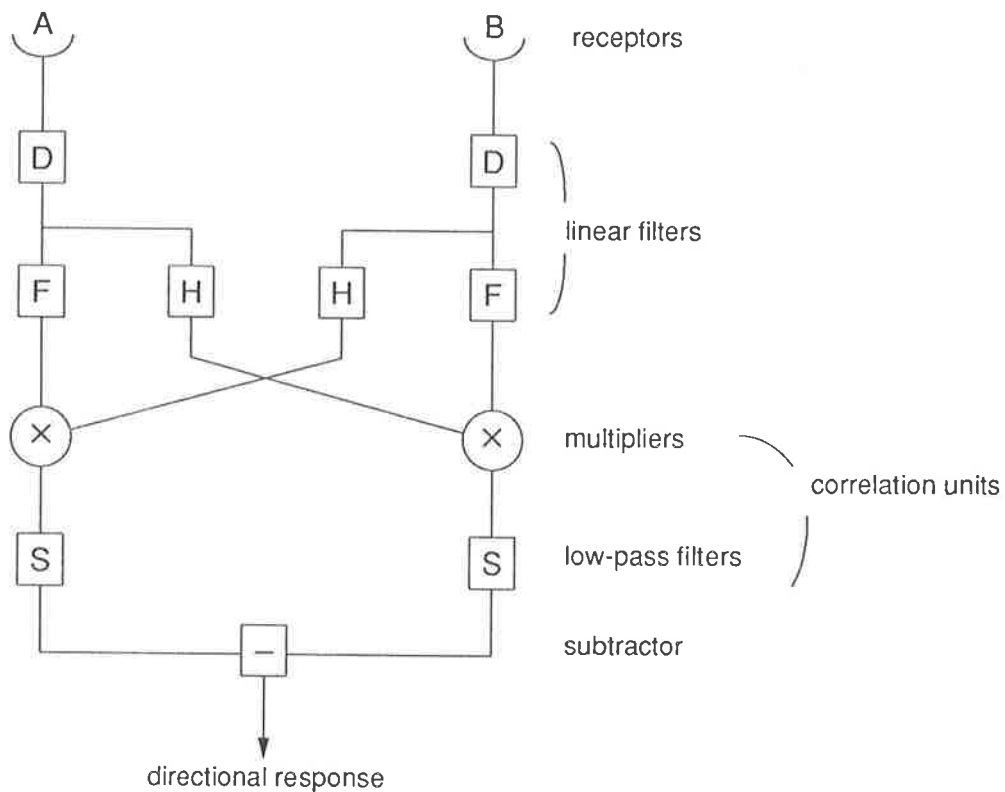 A B receptors
D D
linear filters
F H H F
× × multipliers
correlation units
S S low-pass filters
− subtractor
directional response